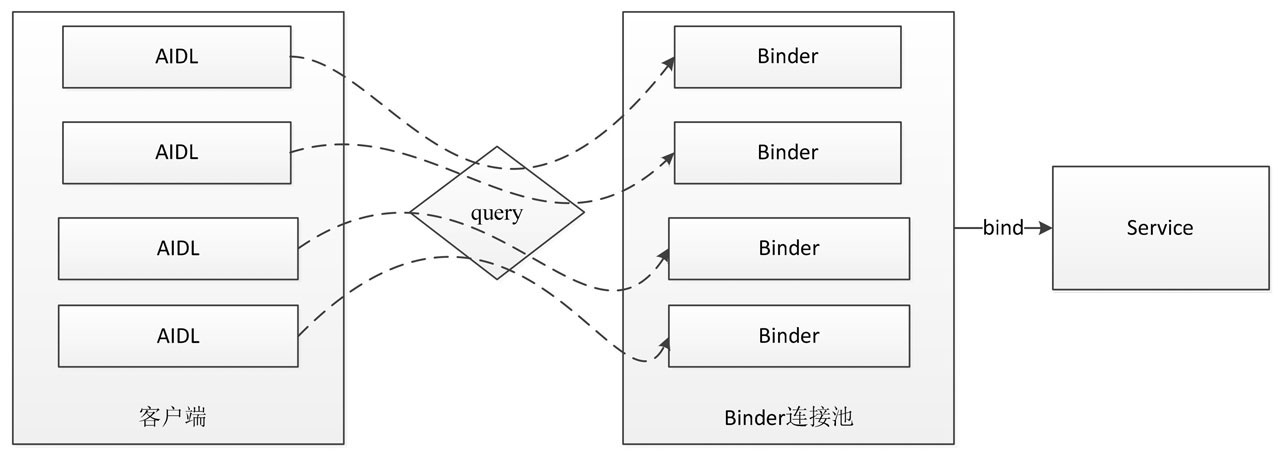 AIDL
AIDL
AIDL
AIDL
客户端
query
Binder
Binder
Binder
Binder
Binder连接池
bind
Service